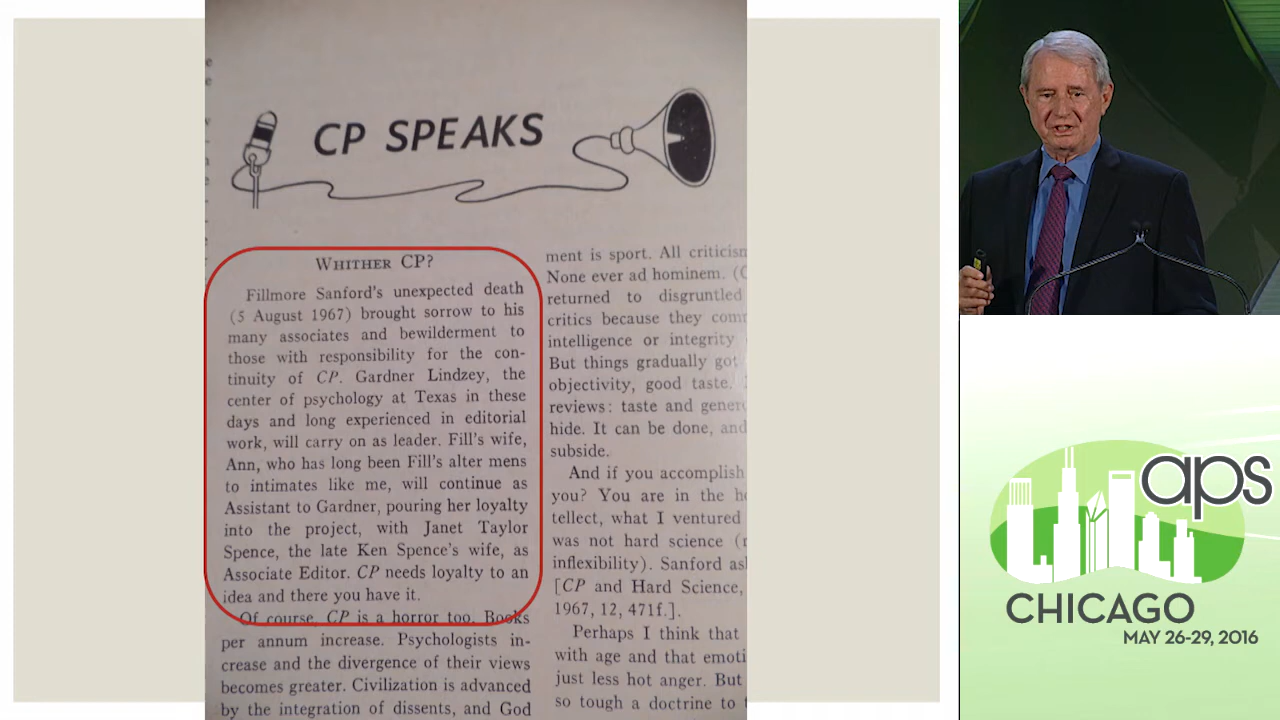 CP SPEAKS
WHITHER CP?
Fillmore Sanford's unexpected death
(5 August 1967) brought sorrow to his
many associates and bewilderment to
those with responsibility for the con-
tinuity of CP. Gardner Lindzey, the
center of psychology at Texas in these
days and long experienced in editorial
work, will carry on as leader. Fill's wife,
Ann, who has long been Fill's alter mens
to intimates like me, will continue as
Assistant to Gardner, pouring her loyalty
into the project, with Janet Taylor
Spence, the late Ken Spence's wife, as
Associate Editor. CP needs loyalty to an
idea and there you have it.
Of course, CP is a horror too. Books
per annum increase. Psychologists in-
crease and the divergence of their views
becomes greater. Civilization is advanced
by the integration of dissents, and God
ment is sport. All criticism
None ever ad hominem.
returned to disgruntled
critics because they com
intelligence or integrity
But things gradually got
objectivity, good taste.
reviews: taste and gener
hide. It can be done, and
subside.
And if you accomplish
you? You are in the
tellect, what I ventured
was not hard science
inflexibility). Sanford as
[CP and Hard Science,
1967, 12, 471f.].
Perhaps I think that
with age and that emoti
just less hot anger. But
so tough a doctrine to
aps
CHICAGO
MAY 26-29, 2016